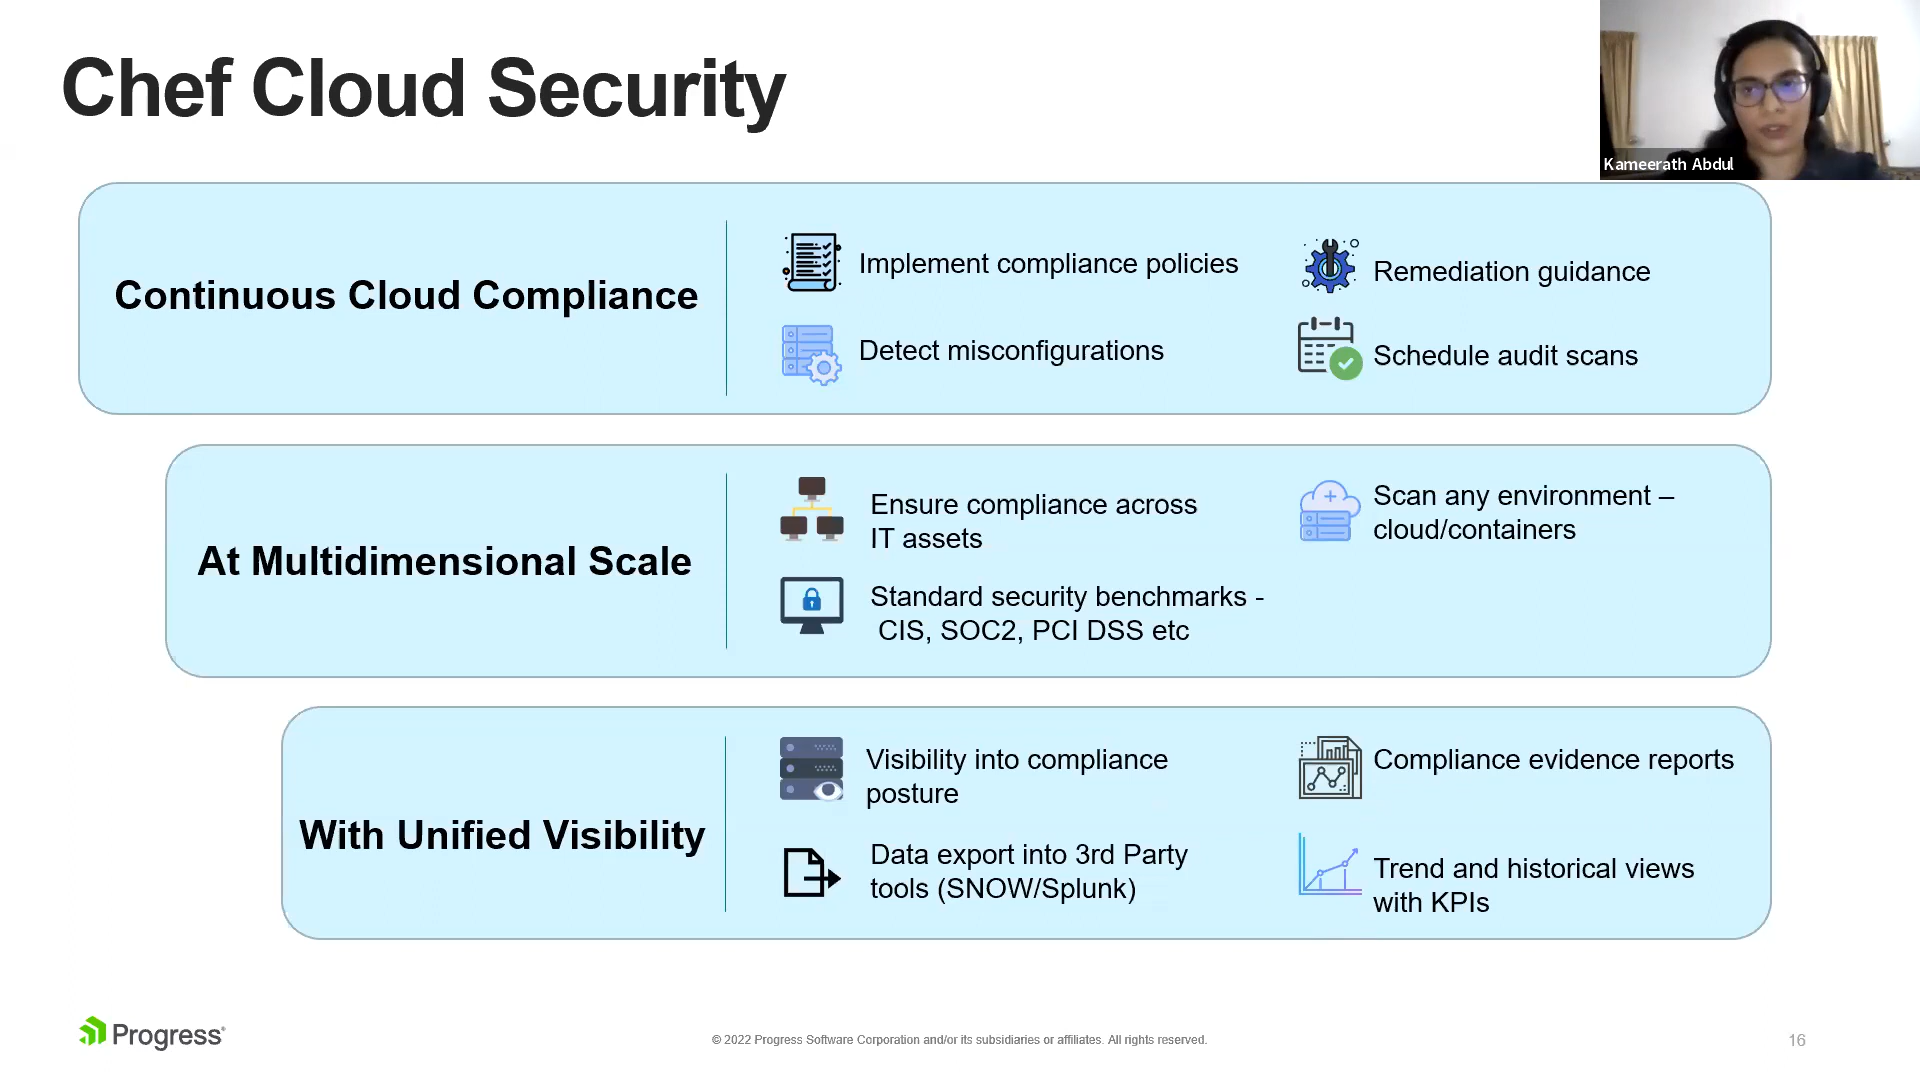 Chef Cloud Security
Kameerath Abdul
Continuous Cloud Compliance
Implement compliance policies
Remediation guidance
Detect misconfigurations
Schedule audit scans
At Multidimensional Scale
Ensure compliance across
IT assets
Scan any environment –
cloud/containers
Standard security benchmarks -
CIS, SOC2, PCI DSS etc
With Unified Visibility
Visibility into compliance
posture
Compliance evidence reports
Data export into 3rd Party
tools (SNOW/Splunk)
Trend and historical views
with KPIs
Progress®
© 2022 Progress Software Corporation and/or its subsidiaries or affiliates. All rights reserved.
16